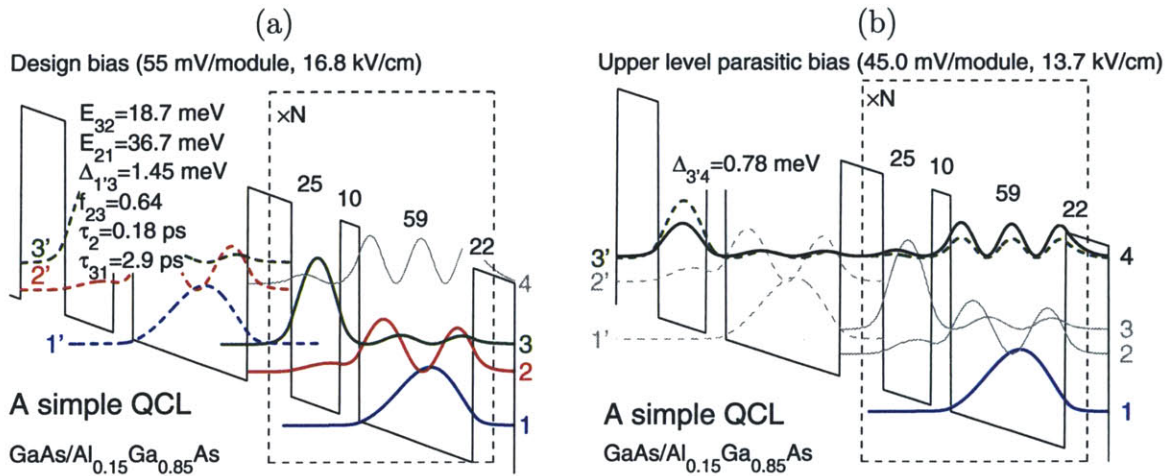 (a)
Design bias (55 mV/module, 16.8 kV/cm)
E32=18.7 meV
E21=36.7 meV
Δ1'3=1.45 meV
f23=0.64
τ2=0.18 ps
τ31=2.9 ps
×N
25
10
59
22
3'
2'
1'
4
3
2
1
A simple QCL
GaAs/Al0.15Ga0.85As
(b)
Upper level parasitic bias (45.0 mV/module, 13.7 kV/cm)
×N
Δ3'4=0.78 meV
25
10
59
22
3'
2'
1'
4
3
2
1
A simple QCL
GaAs/Al0.15Ga0.85As